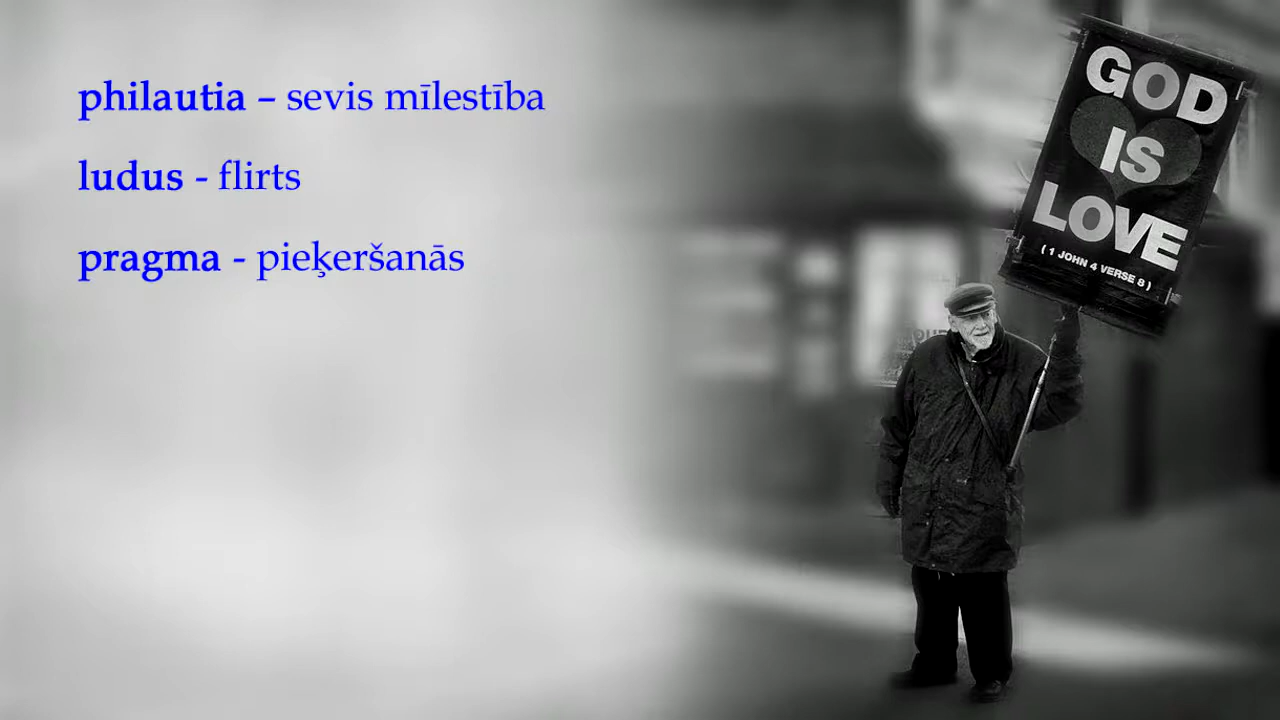 philautia – sevis mīlestība
ludus - flirts
pragma - pieķeršanās
GOD
IS
LOVE
( 1 JOHN 4 VERSE 8 )